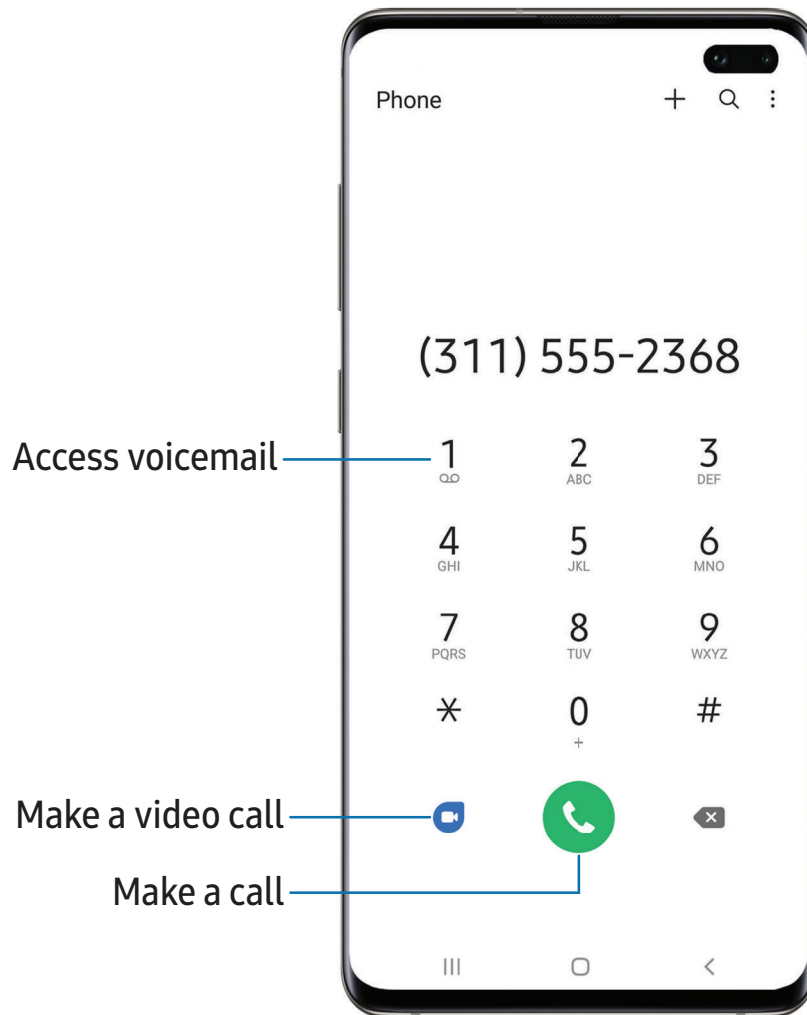 Phone
(311) 555-2368
Access voicemail
1 2 3
ABC DEF
4 5 6
GHI JKL MNO
7 8 9
PQRS TUV WXYZ
* 0 #
+
Make a video call
Make a call